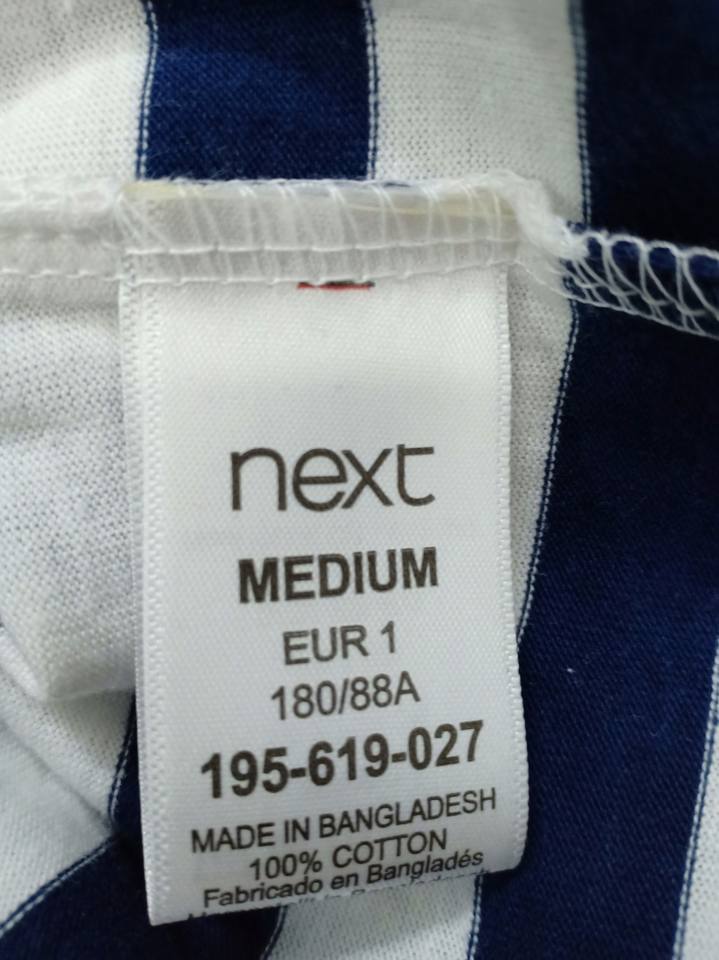 next
MEDIUM
EUR 1
180/88A
195-619-027
MADE IN BANGLADESH
100% COTTON
Fabricado en Bangladés